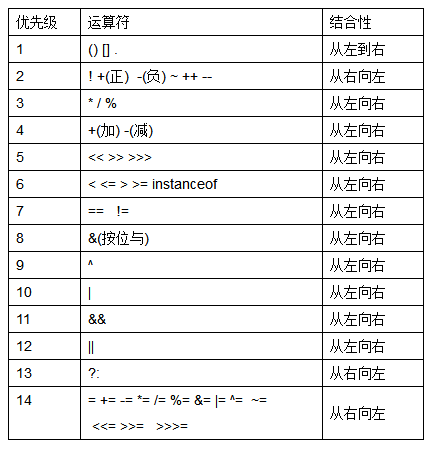 优先级 运算符 结合性
1 () [] . 从左到右
2 ! +(正) -(负) ~ ++ -- 从右向左
3 * / % 从左向右
4 +(加) -(减) 从左向右
5 << >> >>> 从左向右
6 < <= > >= instanceof 从左向右
7 == != 从左向右
8 &(按位与) 从左向右
9 ^ 从左向右
10 | 从左向右
11 && 从左向右
12 || 从左向右
13 ?: 从右向左
14 = += -= *= /= %= &= |= ^= ~= 从右向左
<<= >>= >>>=